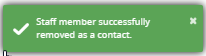 Staff member successfully
removed as a contact.